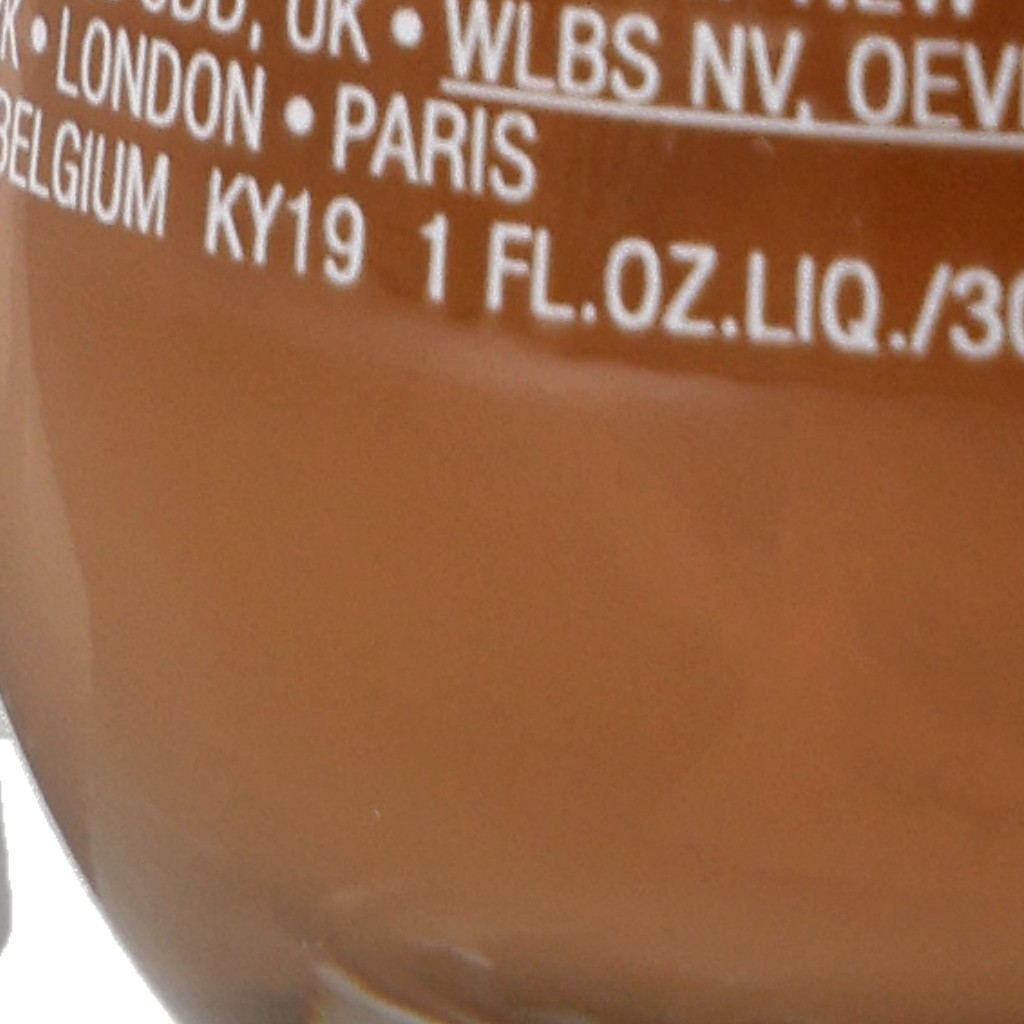 UK • WLBS NV, OEV
• LONDON • PARIS
BELGIUM KY19 1 FL.OZ.LIQ./30